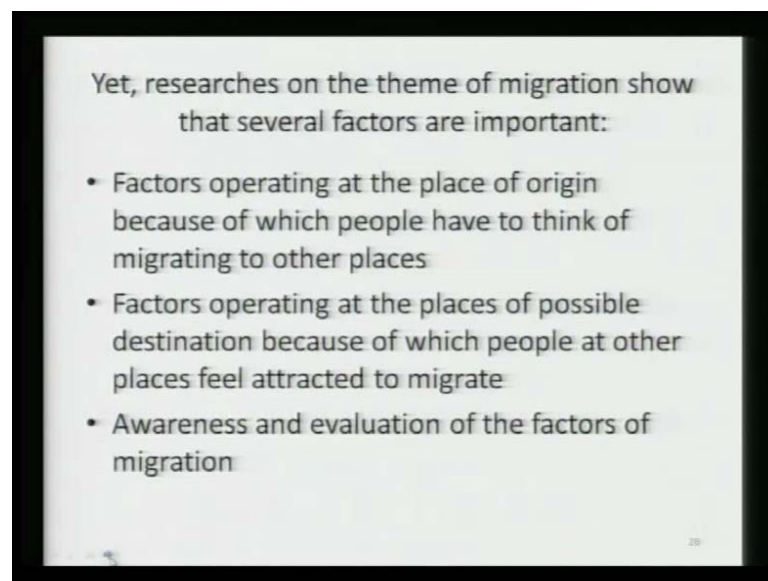 Yet, researches on the theme of migration show
that several factors are important:
• Factors operating at the place of origin
because of which people have to think of
migrating to other places
• Factors operating at the places of possible
destination because of which people at other
places feel attracted to migrate
• Awareness and evaluation of the factors of
migration
28